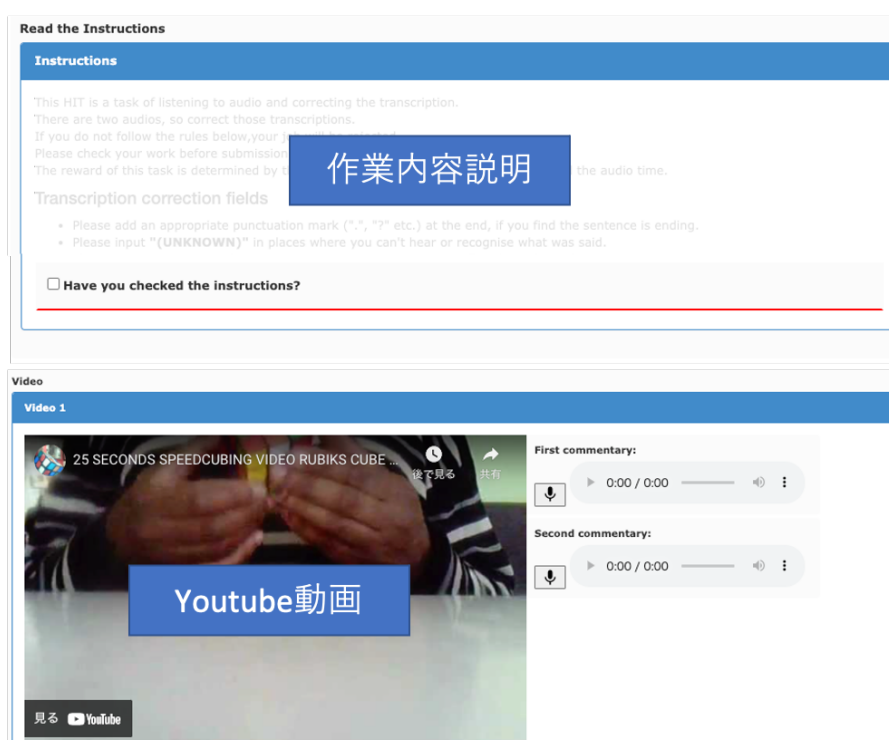 Read the Instructions
Instructions
This HIT is a task of listening to audio and correcting the transcription.
There are two audios, so correct those transcriptions.
If you do not follow the rules below,your
Please check your work before submission
The reward of this task is determined by the audio time.
作業内容説明
Transcription correction fields
• Please add an appropriate punctuation mark (".", "?" etc.) at the end, if you find the sentence is ending.
• Please input "(UNKNOWN)" in places where you can't hear or recognise what was said.
Have you checked the instructions?
Video
Video 1
25 SECONDS SPEEDCUBING VIDEO RUBIKS CUBE ...
後で見る
共有
First commentary:
0:00 / 0:00
Second commentary:
0:00 / 0:00
Youtube動画
見る YouTube